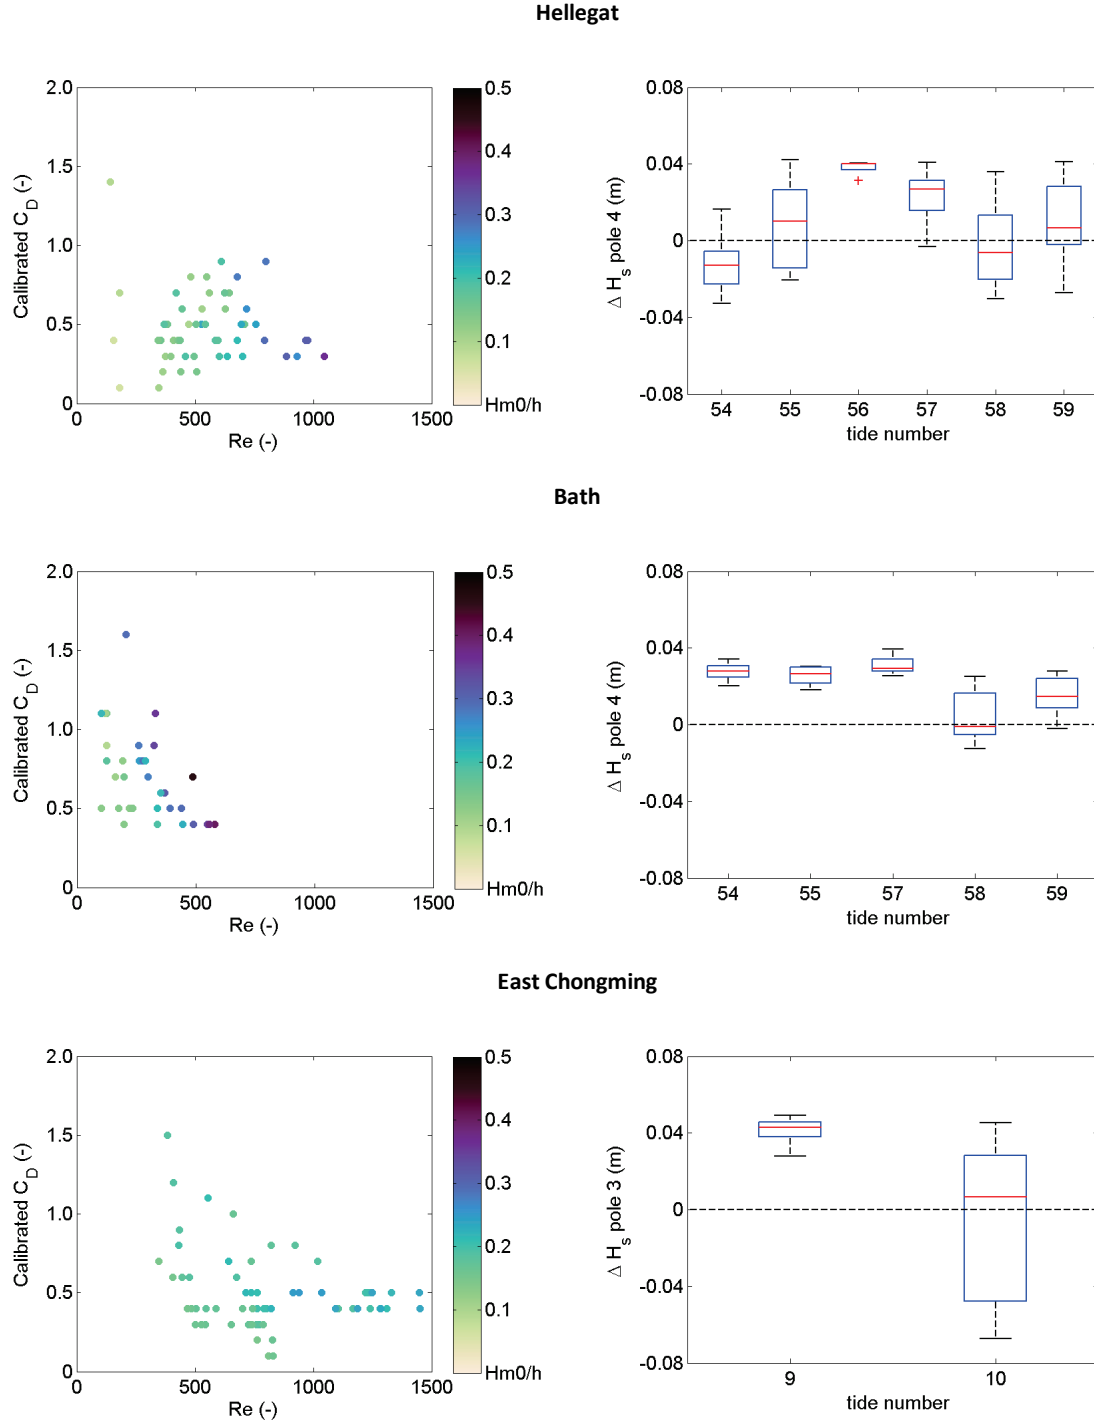 Hellegat
2.0
1.5
1.0
0.5
0
0 500 1000 1500
Calibrated C_D (-)
Re (-)
0.5
0.4
0.3
0.2
0.1
Hm0/h
0.08
0.04
0
-0.04
-0.08
54 55 56 57 58 59
Δ H_s pole 4 (m)
tide number
Bath
2.0
1.5
1.0
0.5
0
0 500 1000 1500
Calibrated C_D (-)
Re (-)
0.5
0.4
0.3
0.2
0.1
Hm0/h
0.08
0.04
0
-0.04
-0.08
54 55 57 58 59
Δ H_s pole 4 (m)
tide number
East Chongming
2.0
1.5
1.0
0.5
0
0 500 1000 1500
Calibrated C_D (-)
Re (-)
0.5
0.4
0.3
0.2
0.1
Hm0/h
0.08
0.04
0
-0.04
-0.08
9 10
Δ H_s pole 3 (m)
tide number